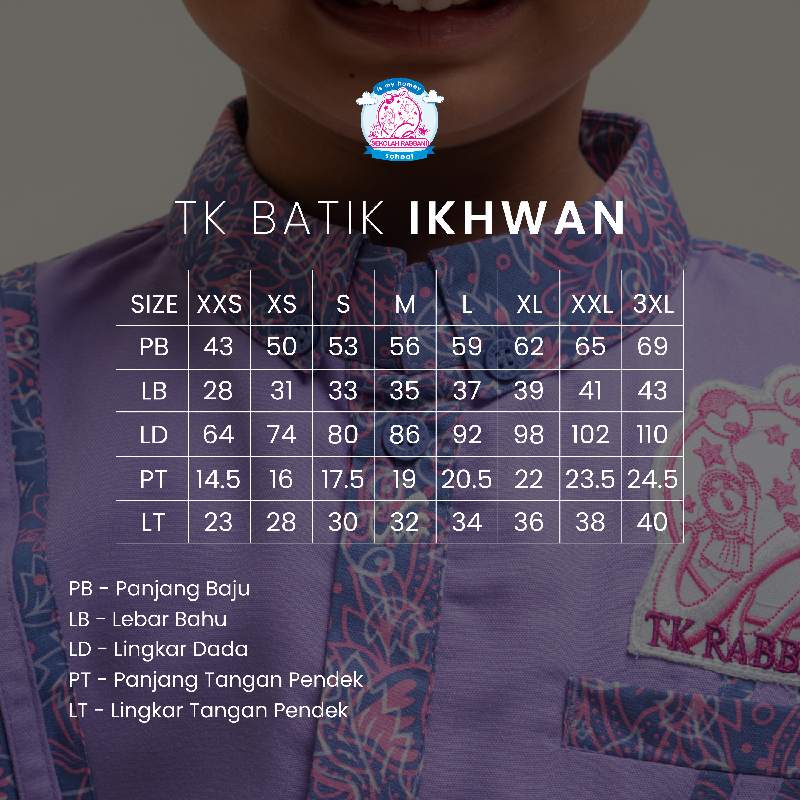 is my homey
SEKOLAH RABBANI
school
TK BATIK IKHWAN
SIZE XXS XS S M L XL XXL 3XL
PB 43 50 53 56 59 62 65 69
LB 28 31 33 35 37 39 41 43
LD 64 74 80 86 92 98 102 110
PT 14.5 16 17.5 19 20.5 22 23.5 24.5
LT 23 28 30 32 34 36 38 40
PB - Panjang Baju
LB - Lebar Bahu
LD - Lingkar Dada
PT - Panjang Tangan Pendek
LT - Lingkar Tangan Pendek
TK RABB